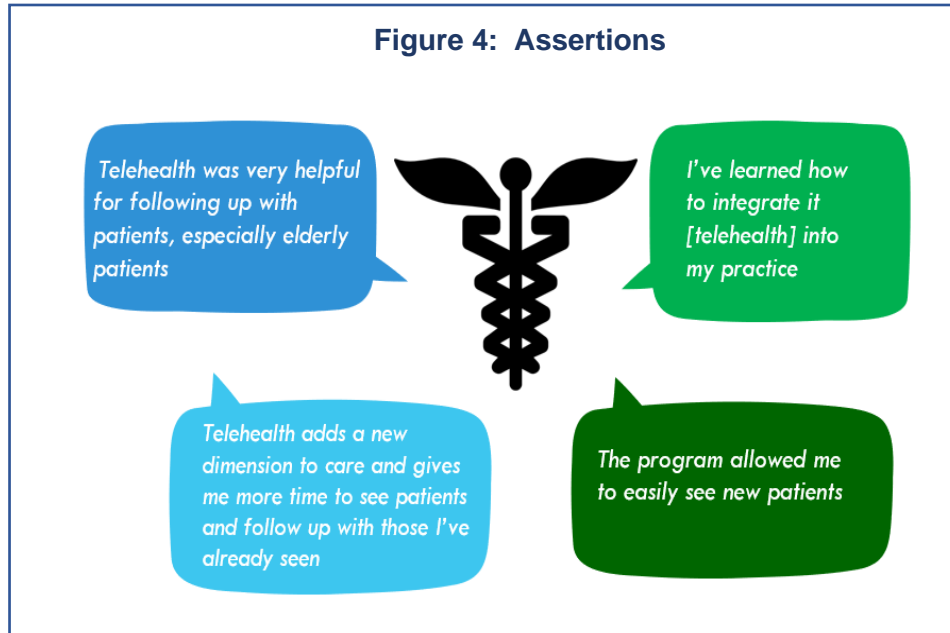 Figure 4:  Assertions
Telehealth was very helpful
for following up with
patients, especially elderly
patients
I've learned how
to integrate it
[telehealth] into
my practice
Telehealth adds a new
dimension to care and gives
me more time to see patients
and follow up with those I've
already seen
The program allowed me
to easily see new patients